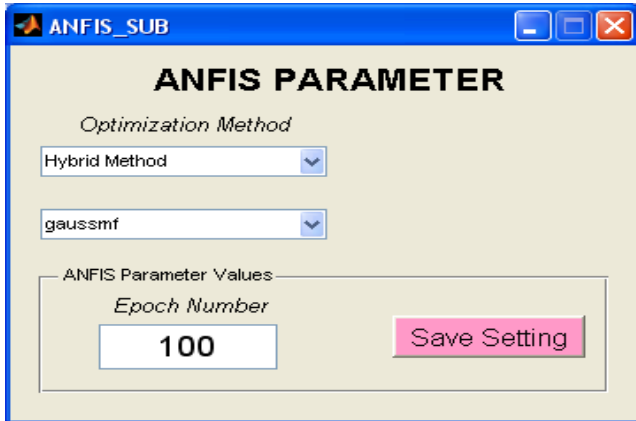 ANFIS_SUB
ANFIS PARAMETER
Optimization Method
Hybrid Method
gaussmf
ANFIS Parameter Values
Epoch Number
100
Save Setting